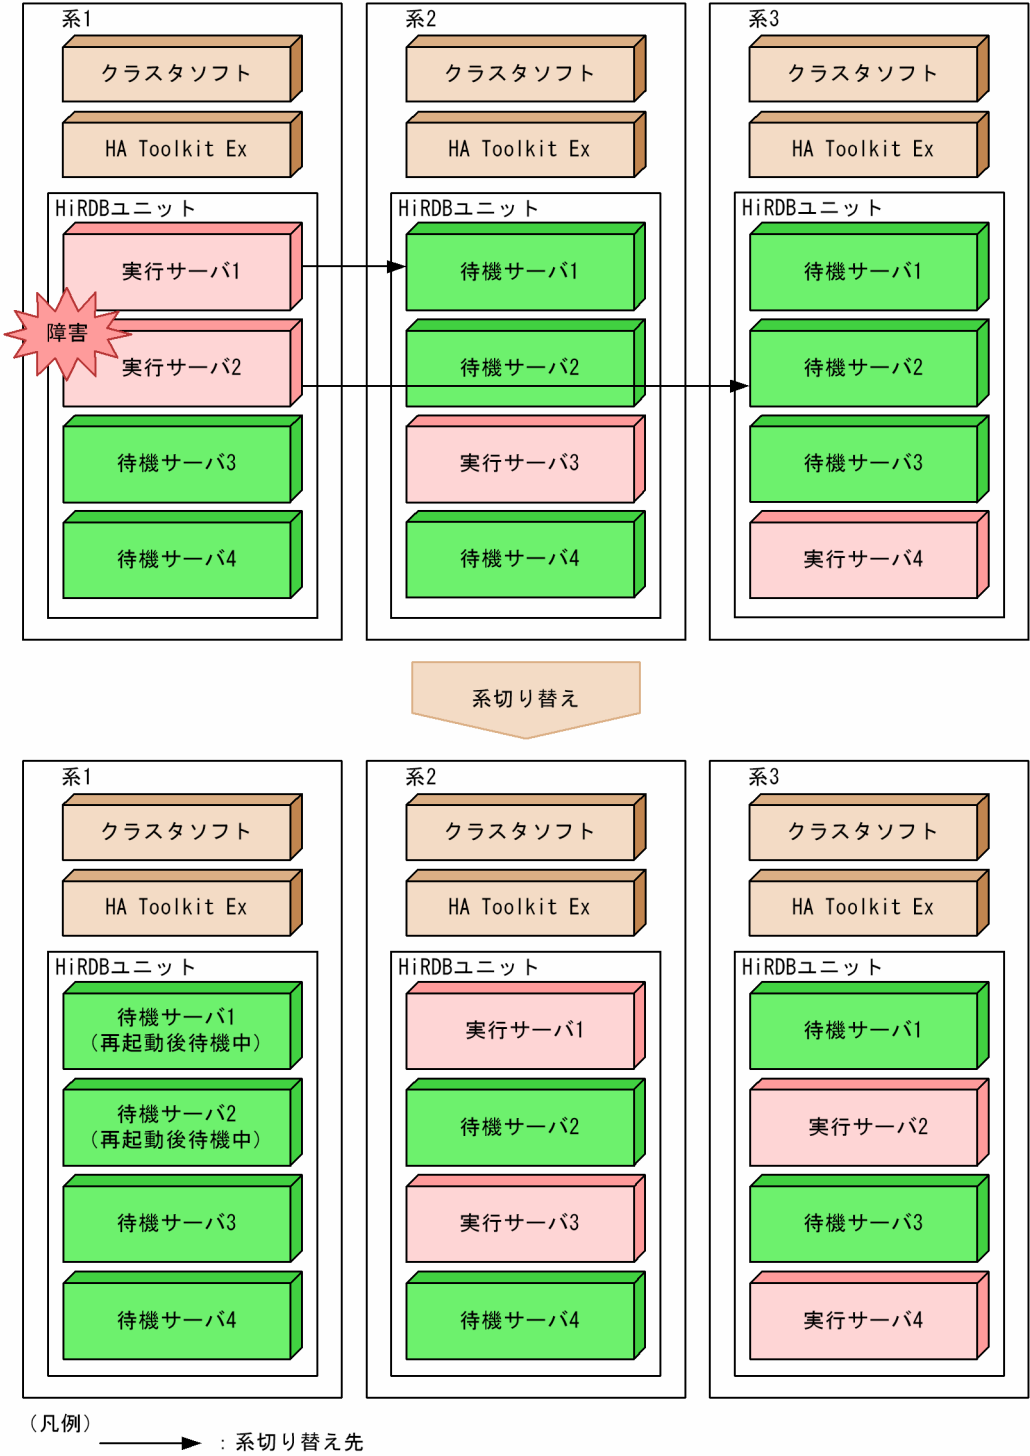 系1
クラスタソフト
HA Toolkit Ex
HiRDBユニット
実行サーバ1
障害
実行サーバ2
待機サーバ3
待機サーバ4
系2
クラスタソフト
HA Toolkit Ex
HiRDBユニット
待機サーバ1
待機サーバ2
実行サーバ3
待機サーバ4
系3
クラスタソフト
HA Toolkit Ex
HiRDBユニット
待機サーバ1
待機サーバ2
待機サーバ3
実行サーバ4
系切り替え
系1
クラスタソフト
HA Toolkit Ex
HiRDBユニット
待機サーバ1
(再起動後待機中)
待機サーバ2
(再起動後待機中)
待機サーバ3
待機サーバ4
系2
クラスタソフト
HA Toolkit Ex
HiRDBユニット
実行サーバ1
待機サーバ2
実行サーバ3
待機サーバ4
系3
クラスタソフト
HA Toolkit Ex
HiRDBユニット
待機サーバ1
実行サーバ2
待機サーバ3
実行サーバ4
(凡例)
:系切り替え先